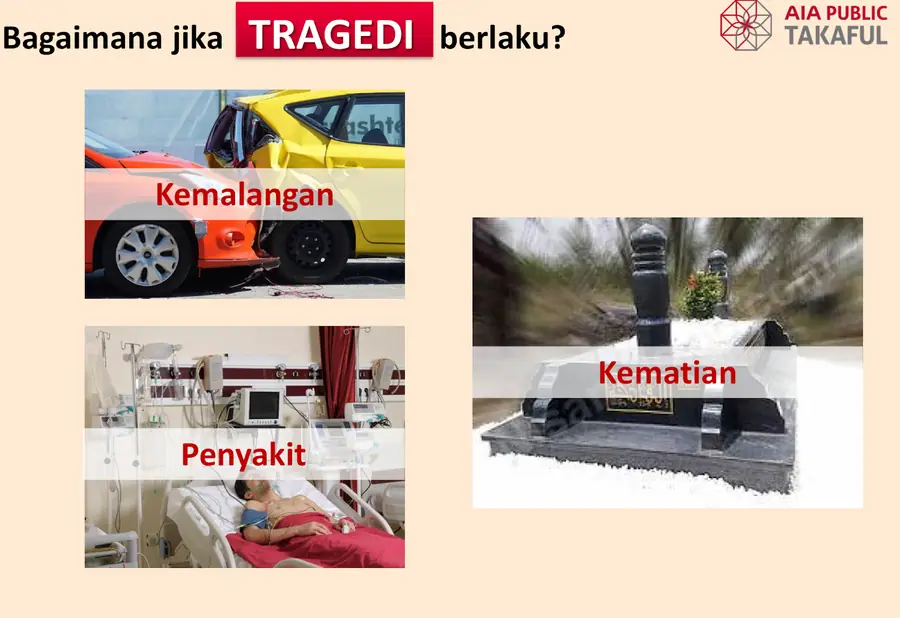 Bagaimana jika TRAGEDI berlaku?
AIA PUBLIC
TAKAFUL
Kemalangan
Penyakit
Kematian